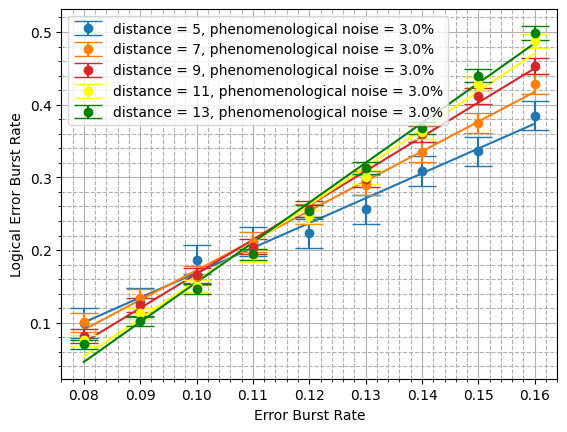 distance = 5, phenomenological noise = 3.0%
distance = 7, phenomenological noise = 3.0%
distance = 9, phenomenological noise = 3.0%
distance = 11, phenomenological noise = 3.0%
distance = 13, phenomenological noise = 3.0%
0.5
0.4
0.3
0.2
0.1
Logical Error Burst Rate
0.08 0.09 0.10 0.11 0.12 0.13 0.14 0.15 0.16
Error Burst Rate